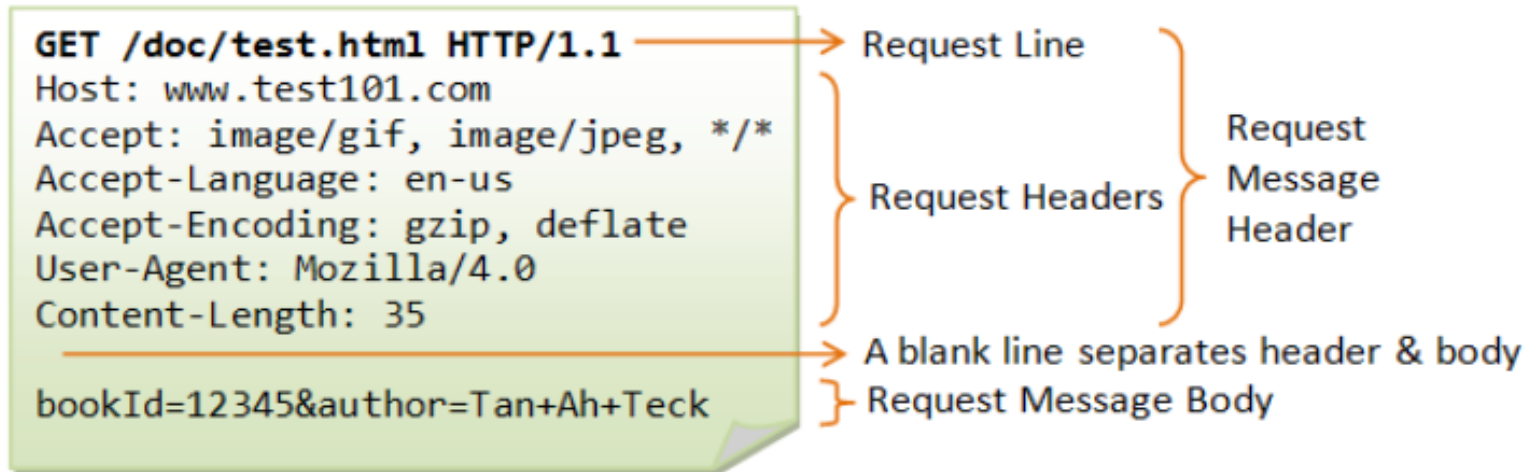 GET /doc/test.html HTTP/1.1
Request Line
Host: www.test101.com
Accept: image/gif, image/jpeg, */*
Accept-Language: en-us
Accept-Encoding: gzip, deflate
User-Agent: Mozilla/4.0
Content-Length: 35
Request Headers
Request
Message
Header
A blank line separates header & body
bookId=12345&author=Tan+Ah+Teck
Request Message Body